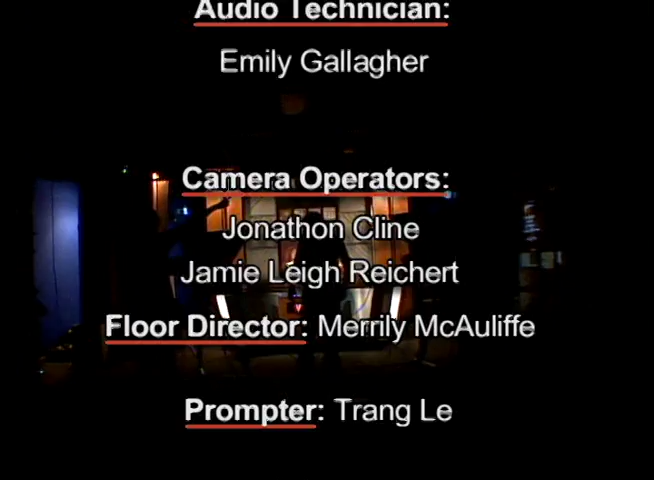 Audio Technician:
Emily Gallagher
Camera Operators:
Jonathon Cline
Jamie Leigh Reichert
Floor Director: Merrily McAuliffe
Prompter: Trang Le